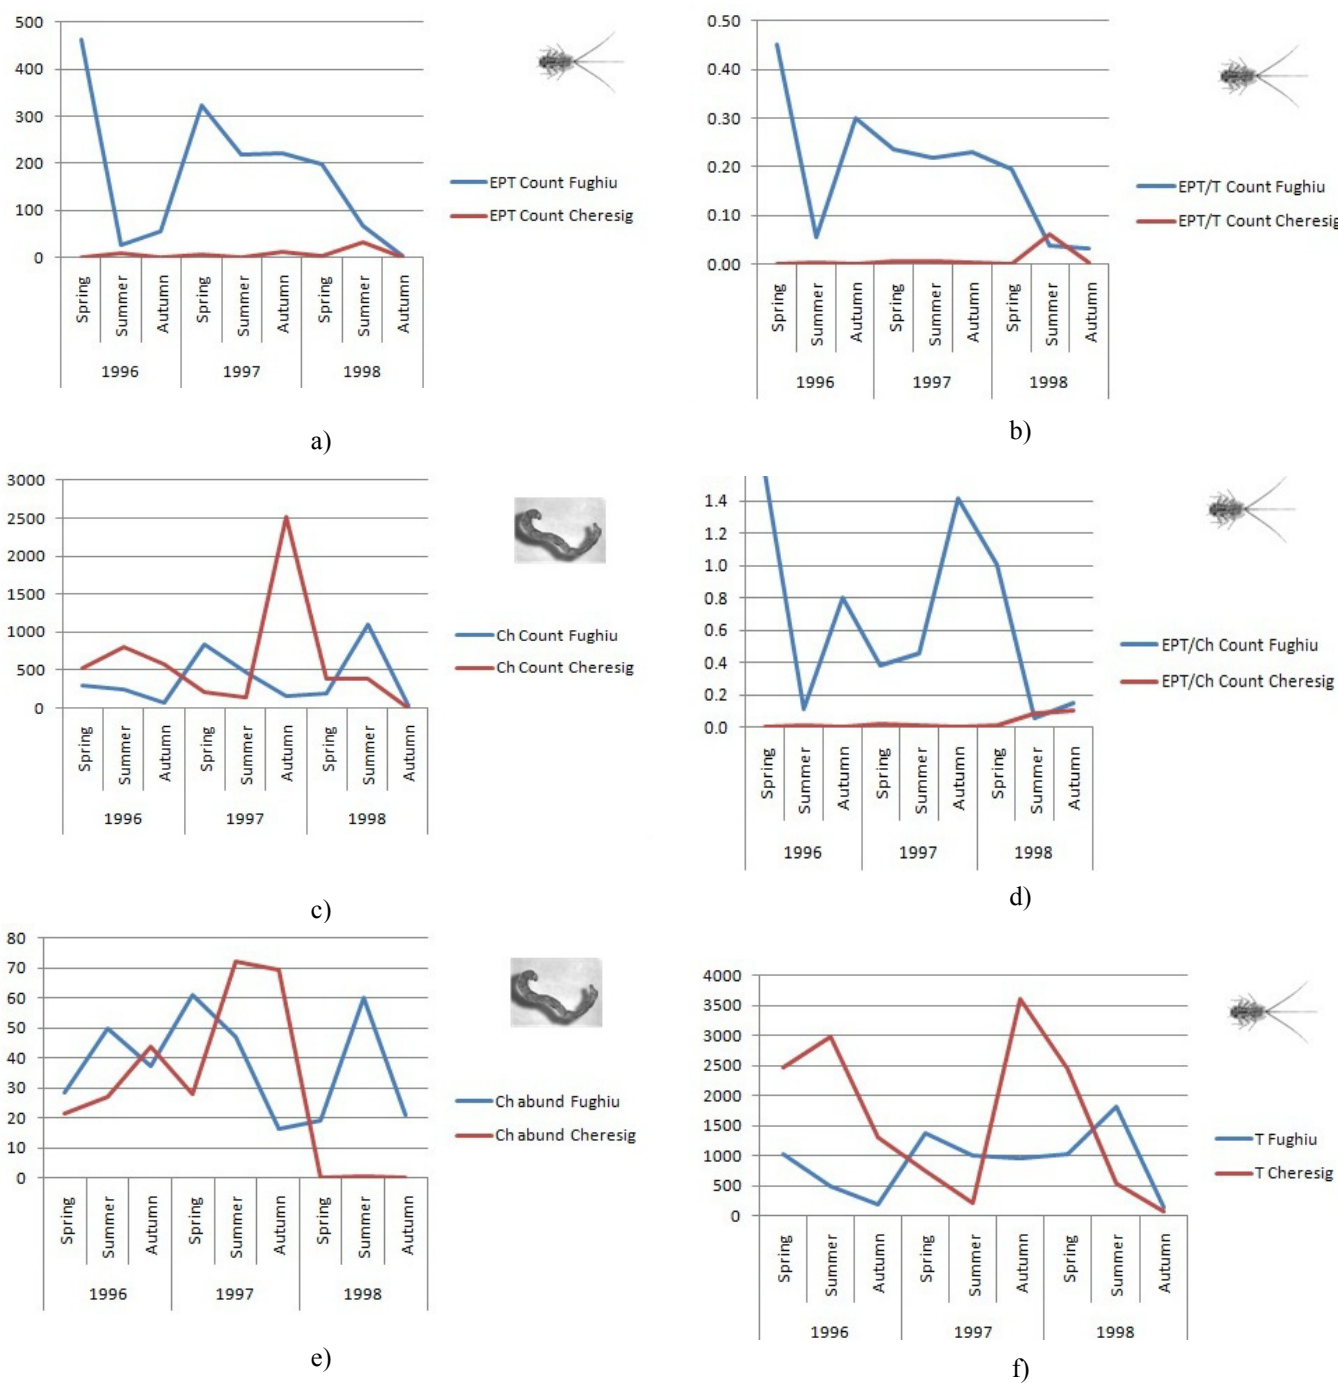 500
400
300
200
100
0
Spring
Summer
Autumn
Spring
Summer
Autumn
Spring
Summer
Autumn
1996
1997
1998
EPT Count Fughiu
EPT Count Cheresig
a)
0.50
0.40
0.30
0.20
0.10
0.00
Spring
Summer
Autumn
Spring
Summer
Autumn
Spring
Summer
Autumn
1996
1997
1998
EPT/T Count Fughiu
EPT/T Count Cheresig
b)
3000
2500
2000
1500
1000
500
0
Spring
Summer
Autumn
Spring
Summer
Autumn
Spring
Summer
Autumn
1996
1997
1998
Ch Count Fughiu
Ch Count Cheresig
c)
1.4
1.2
1.0
0.8
0.6
0.4
0.2
0.0
Spring
Summer
Autumn
Spring
Summer
Autumn
Spring
Summer
Autumn
1996
1997
1998
EPT/Ch Count Fughiu
EPT/Ch Count Cheresig
d)
80
70
60
50
40
30
20
10
0
Spring
Summer
Autumn
Spring
Summer
Autumn
Spring
Summer
Autumn
1996
1997
1998
Ch abund Fughiu
Ch abund Cheresig
e)
4000
3500
3000
2500
2000
1500
1000
500
0
Spring
Summer
Autumn
Spring
Summer
Autumn
Spring
Summer
Autumn
1996
1997
1998
T Fughiu
T Cheresig
f)